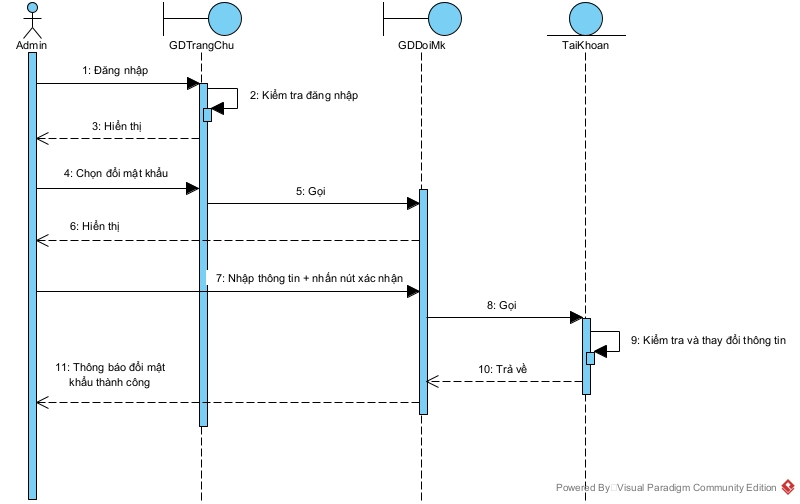 Admin
GDTrangChu
GDDoiMk
TaiKhoan
1: Đăng nhập
2: Kiểm tra đăng nhập
3: Hiển thị
4: Chọn đổi mật khẩu
5: Gọi
6: Hiển thị
7: Nhập thông tin + nhấn nút xác nhận
8: Gọi
9: Kiểm tra và thay đổi thông tin
10: Trả về
11: Thông báo đổi mật
khẩu thành công
Powered By Visual Paradigm Community Edition